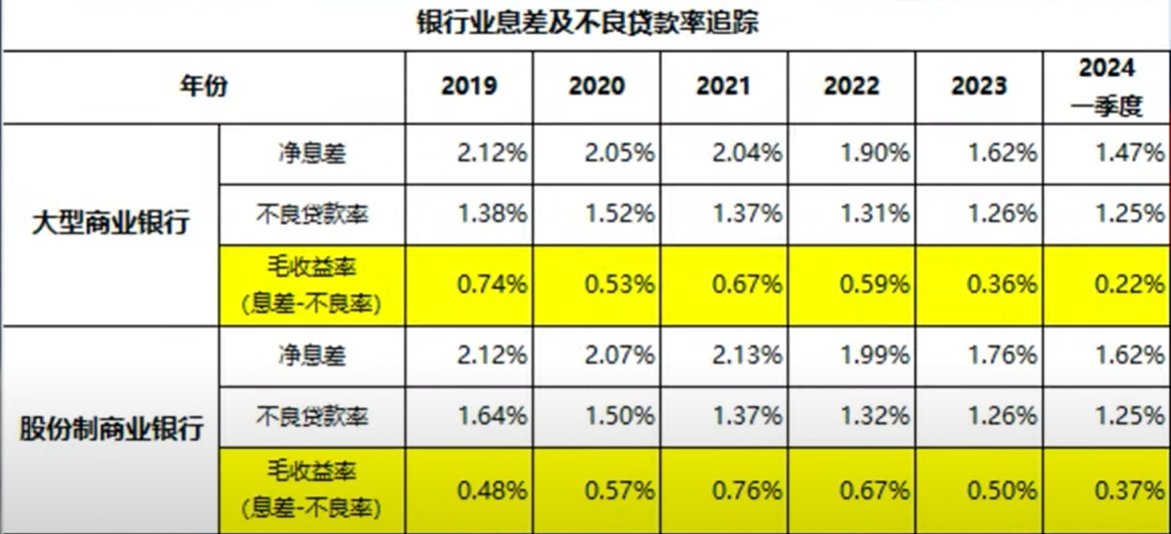 银行业息差及不良贷款率追踪
年份 2019 2020 2021 2022 2023 2024
一季度
大型商业银行
净息差 2.12% 2.05% 2.04% 1.90% 1.62% 1.47%
不良贷款率 1.38% 1.52% 1.37% 1.31% 1.26% 1.25%
毛收益率
(息差-不良率) 0.74% 0.53% 0.67% 0.59% 0.36% 0.22%
股份制商业银行
净息差 2.12% 2.07% 2.13% 1.99% 1.76% 1.62%
不良贷款率 1.64% 1.50% 1.37% 1.32% 1.26% 1.25%
毛收益率
(息差-不良率) 0.48% 0.57% 0.76% 0.67% 0.50% 0.37%